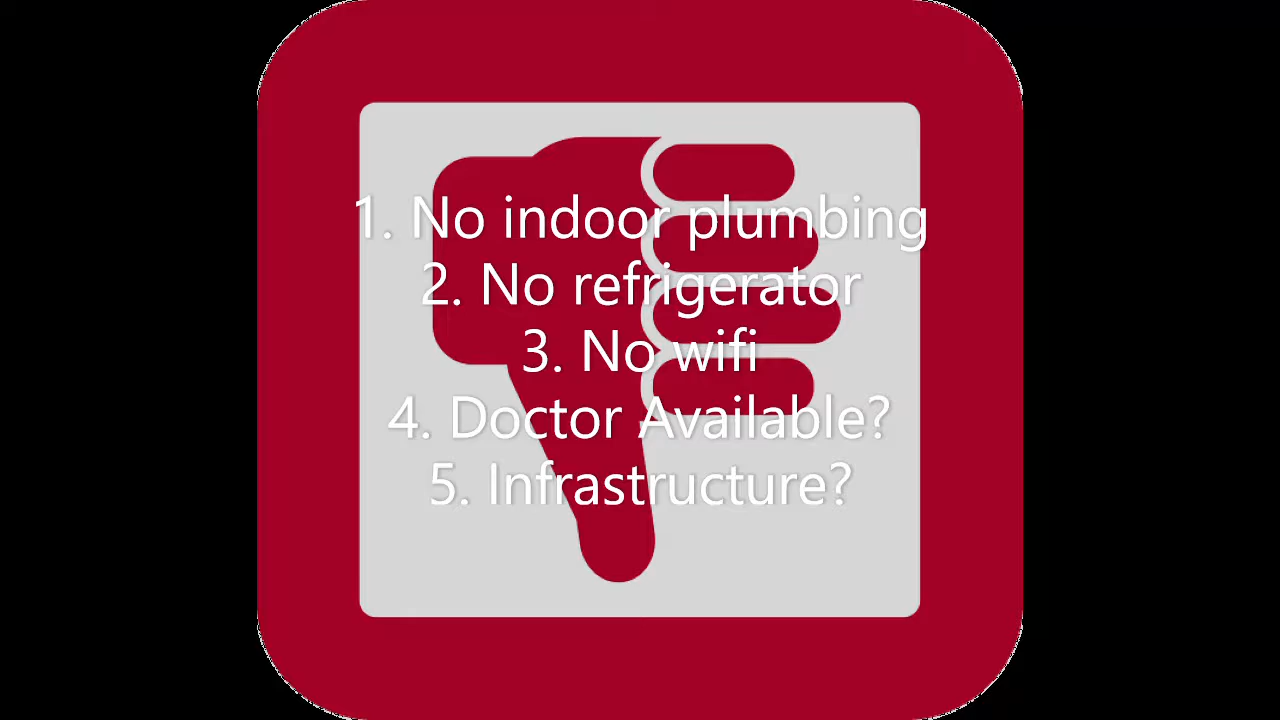 1. No indoor plumbing
2. No refrigerator
3. No wifi
4. Doctor Available?
5. Infrastructure?